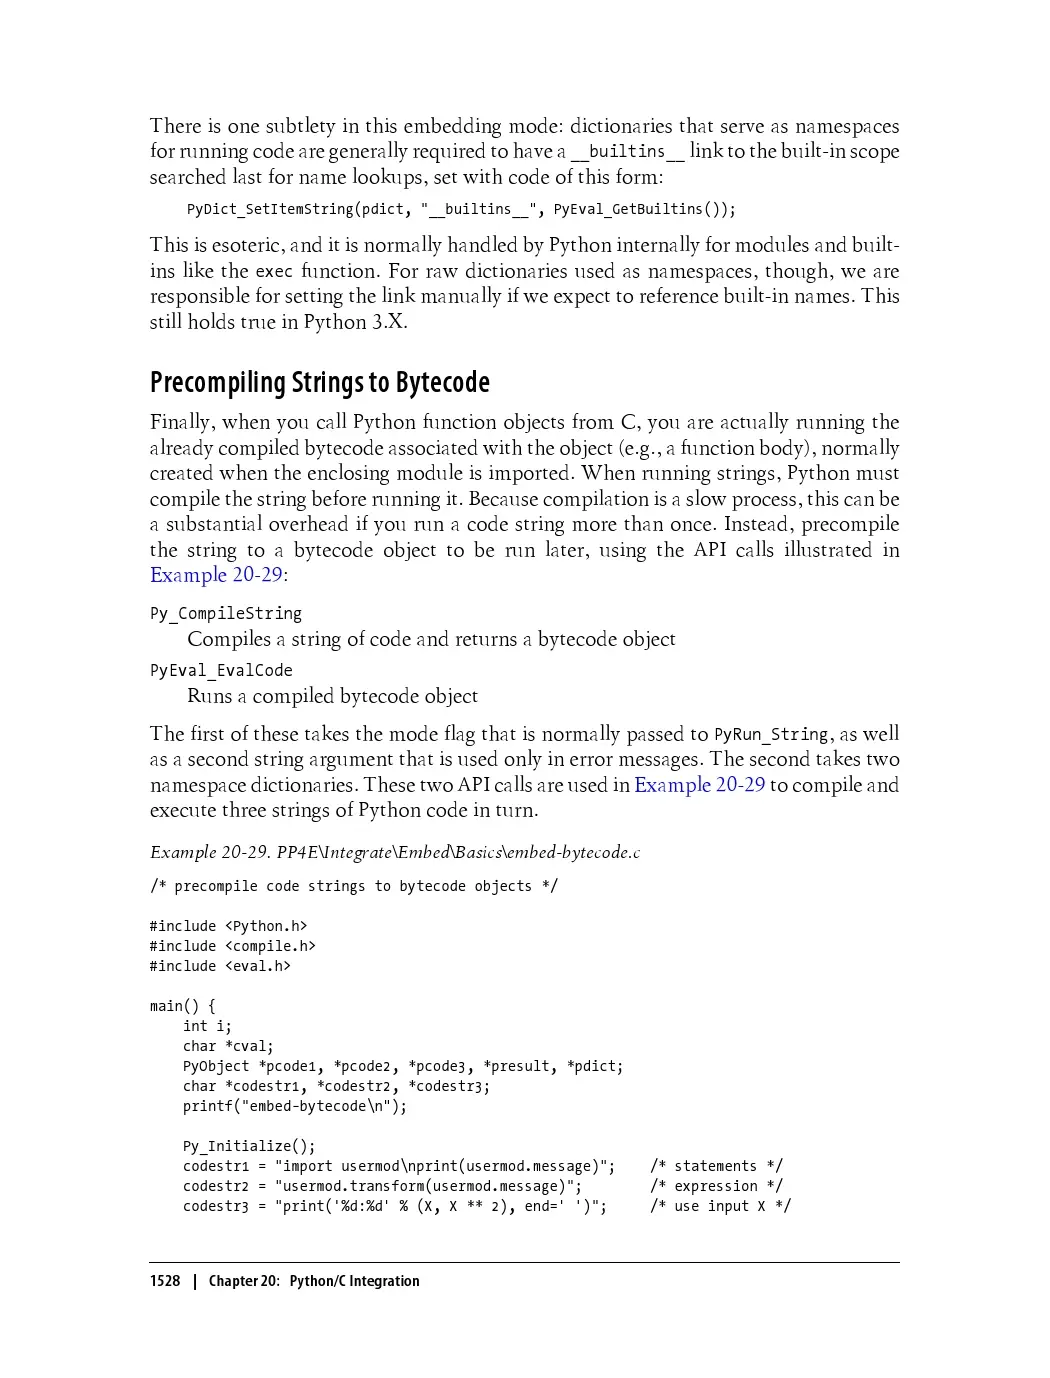 There is one subtlety in this embedding mode: dictionaries that serve as namespaces
for running code are generally required to have a __builtins__ link to the built-in scope
searched last for name lookups, set with code of this form:
PyDict_SetItemString(pdict, "__builtins__", PyEval_GetBuiltins());
This is esoteric, and it is normally handled by Python internally for modules and built-
ins like the exec function. For raw dictionaries used as namespaces, though, we are
responsible for setting the link manually if we expect to reference built-in names. This
still holds true in Python 3.X.
Precompiling Strings to Bytecode
Finally, when you call Python function objects from C, you are actually running the
already compiled bytecode associated with the object (e.g., a function body), normally
created when the enclosing module is imported. When running strings, Python must
compile the string before running it. Because compilation is a slow process, this can be
a substantial overhead if you run a code string more than once. Instead, precompile
the string to a bytecode object to be run later, using the API calls illustrated in
Example 20-29:
Py_CompileString
Compiles a string of code and returns a bytecode object
PyEval_EvalCode
Runs a compiled bytecode object
The first of these takes the mode flag that is normally passed to PyRun_String, as well
as a second string argument that is used only in error messages. The second takes two
namespace dictionaries. These two API calls are used in Example 20-29 to compile and
execute three strings of Python code in turn.
Example 20-29. PP4E\Integrate\Embed\Basics\embed-bytecode.c
/* precompile code strings to bytecode objects */
#include <Python.h>
#include <compile.h>
#include <eval.h>
main() {
int i;
char *cval;
PyObject *pcode1, *pcode2, *pcode3, *presult, *pdict;
char *codestr1, *codestr2, *codestr3;
printf("embed-bytecode\n");
Py_Initialize();
codestr1 = "import usermod\nprint(usermod.message)"; /* statements */
codestr2 = "usermod.transform(usermod.message)"; /* expression */
codestr3 = "print('%d:%d' % (X, X ** 2), end=' ')"; /* use input X */
1528 | Chapter 20: Python/C Integration